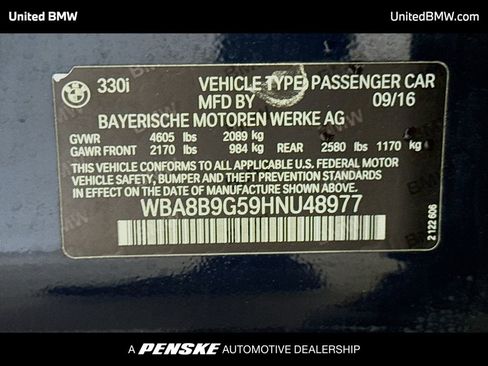 United BMW
UnitedBMW.com
330i VEHICLE TYPE) PASSENGER CAR
MFD BY 09/16
BAYERISCHE MOTOREN WERKE AG
GVWR 4605 lbs 2089 kg
GAWR FRONT 2170 lbs 984 kg REAR 2580 lbs 1170 kg
THIS VEHICLE CONFORMS TO ALL APPLICABLE U.S. FEDERAL MOTOR
VEHICLE SAFETY, BUMPER AND THEFT PREVENTION STANDARDS
IN EFFECT ON THE DATE OF MANUFACTURE SHOWN ABOVE.
WBA8B9G59HNU48977
2 122 606
A PENSKE AUTOMOTIVE DEALERSHIP